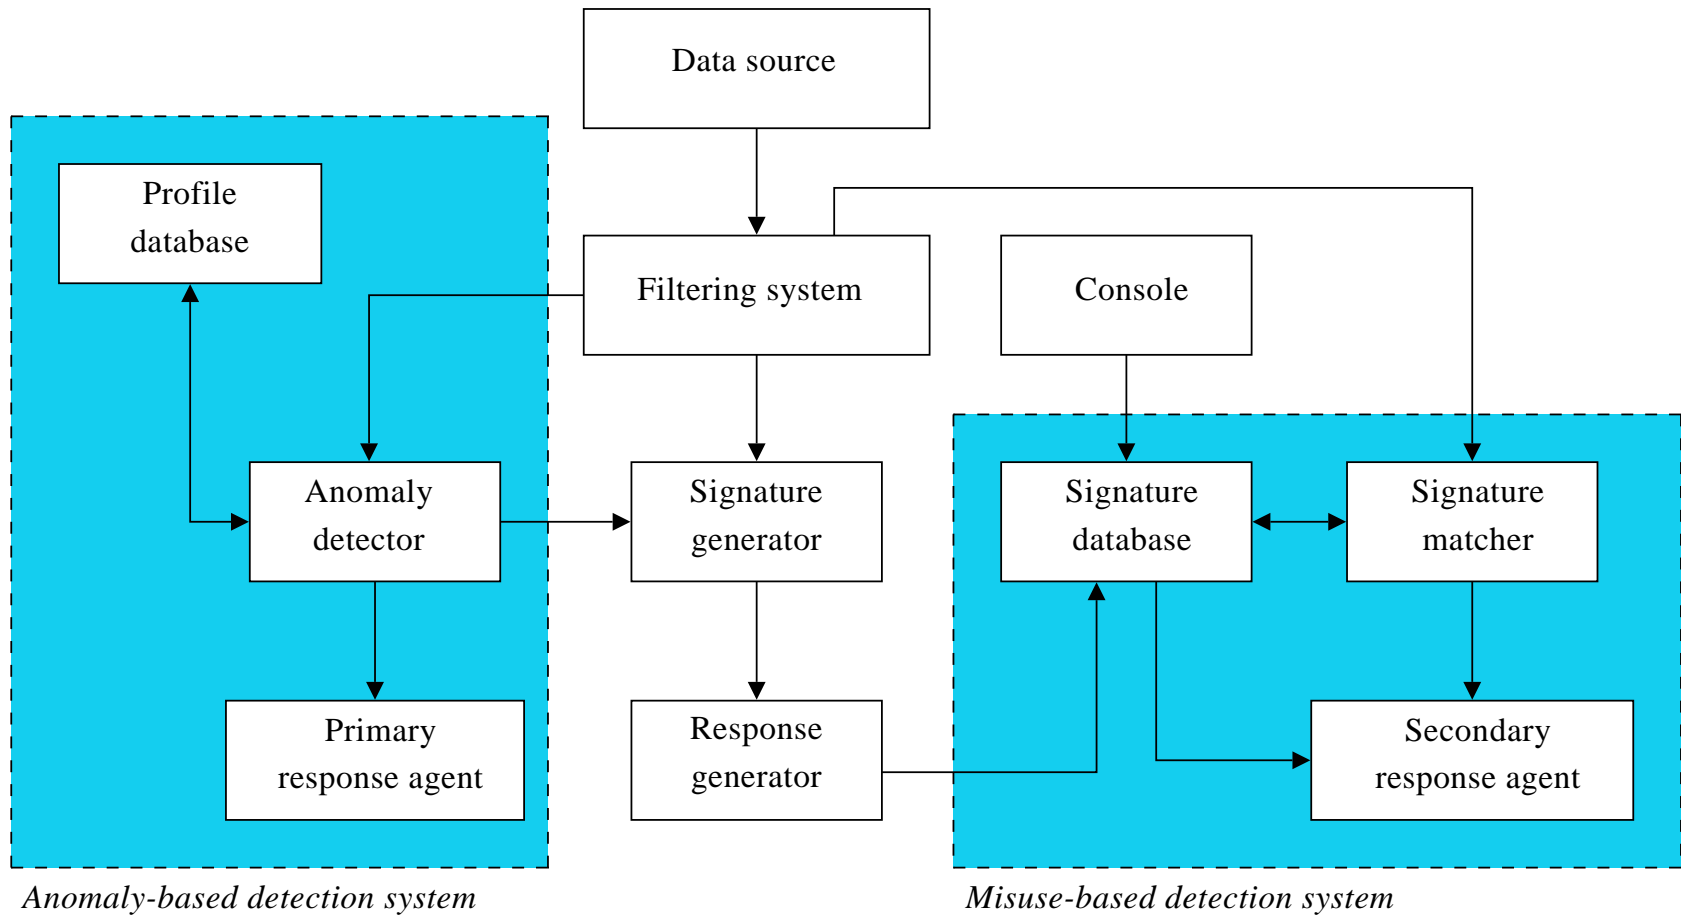 Data source
Profile
database
Filtering system
Console
Anomaly
detector
Signature
generator
Signature
database
Signature
matcher
Primary
response agent
Response
generator
Secondary
response agent
Anomaly-based detection system
Misuse-based detection system